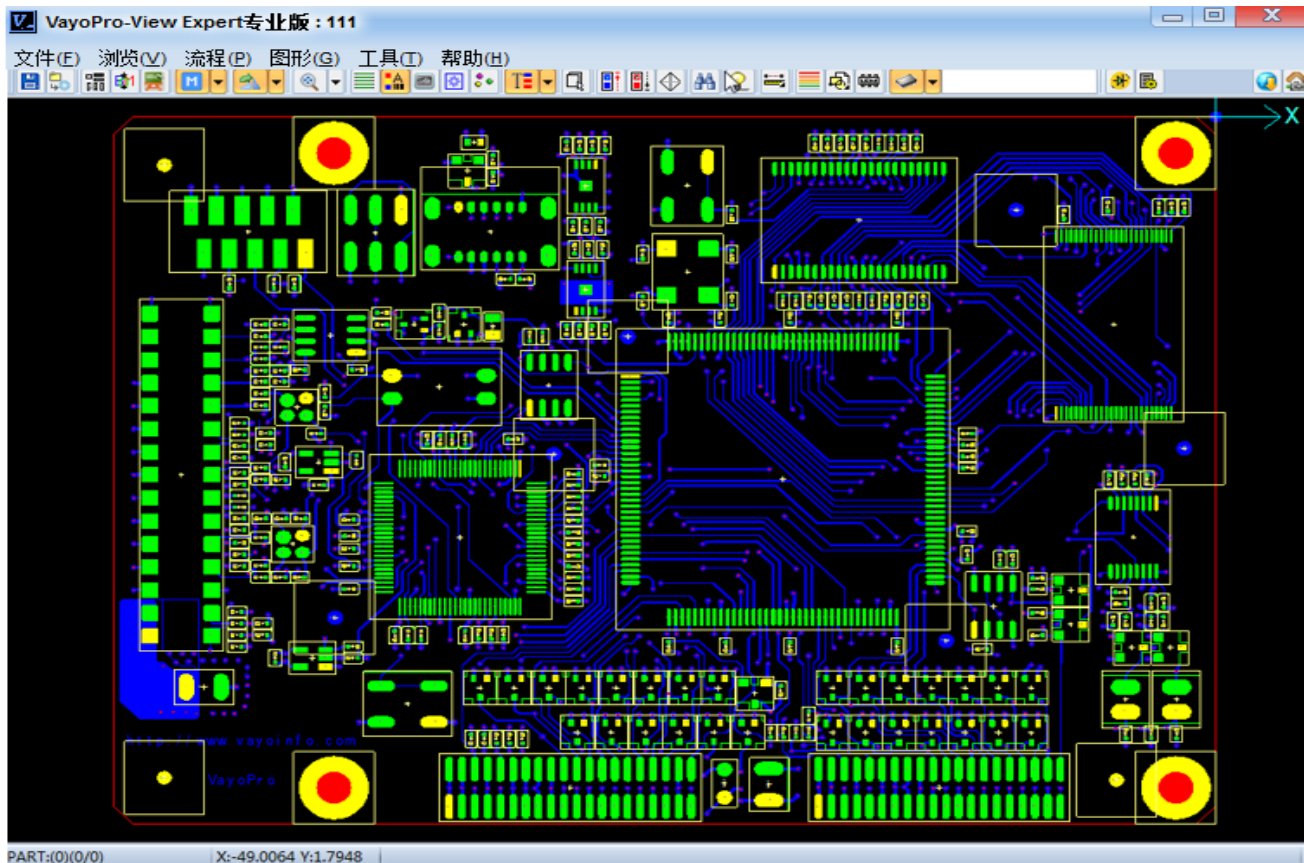 VayoPro-View Expert专业版 : 111
文件(F) 浏览(V) 流程(P) 图形(G) 工具(T) 帮助(H)
X
http://www.vayoinfo.com
VayoPro
PART:(0)(0/0) X:-49.0064 Y:1.7948